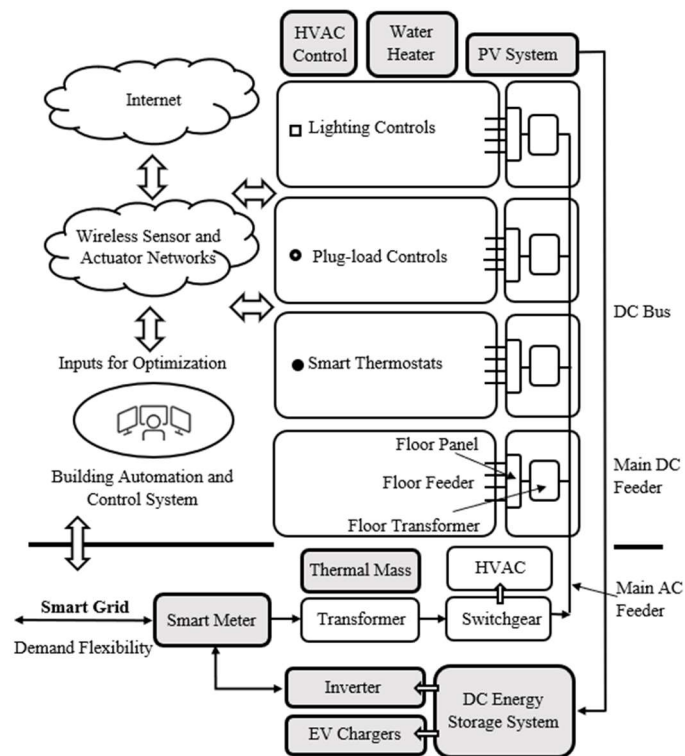 HVAC
Control
Water
Heater
PV System
Internet
Lighting Controls
Wireless Sensor and
Actuator Networks
Plug-load Controls
DC Bus
Inputs for Optimization
Smart Thermostats
Building Automation and
Control System
Floor Panel
Floor Feeder
Floor Transformer
Main DC
Feeder
Thermal Mass
HVAC
Main AC
Feeder
Smart Grid
Demand Flexibility
Smart Meter
Transformer
Switchgear
Inverter
EV Chargers
DC Energy
Storage System